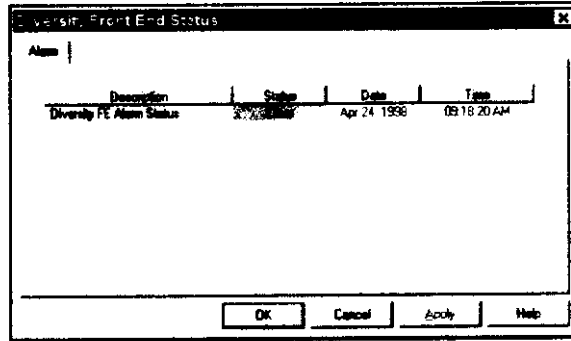 Diversity Front End Status
Alarm
Description Status Date Time
Diversity FE Alarm Status Apr 24 1998 09:18:20 AM
OK Cancel Apply Help